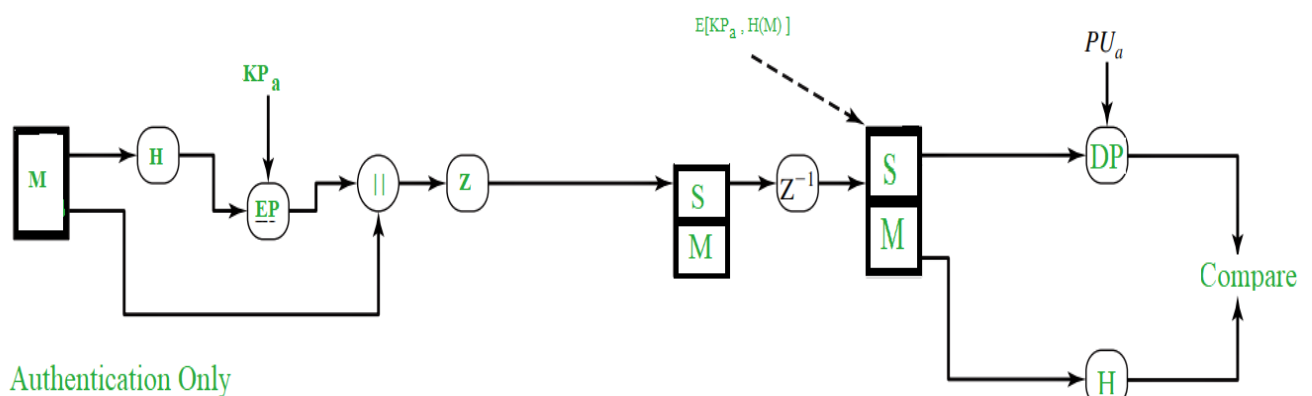 E[KPa , H(M) ]
PUa
KPa
M
H
EP
||
Z
S
M
Z−1
S
M
DP
Compare
H
Authentication Only